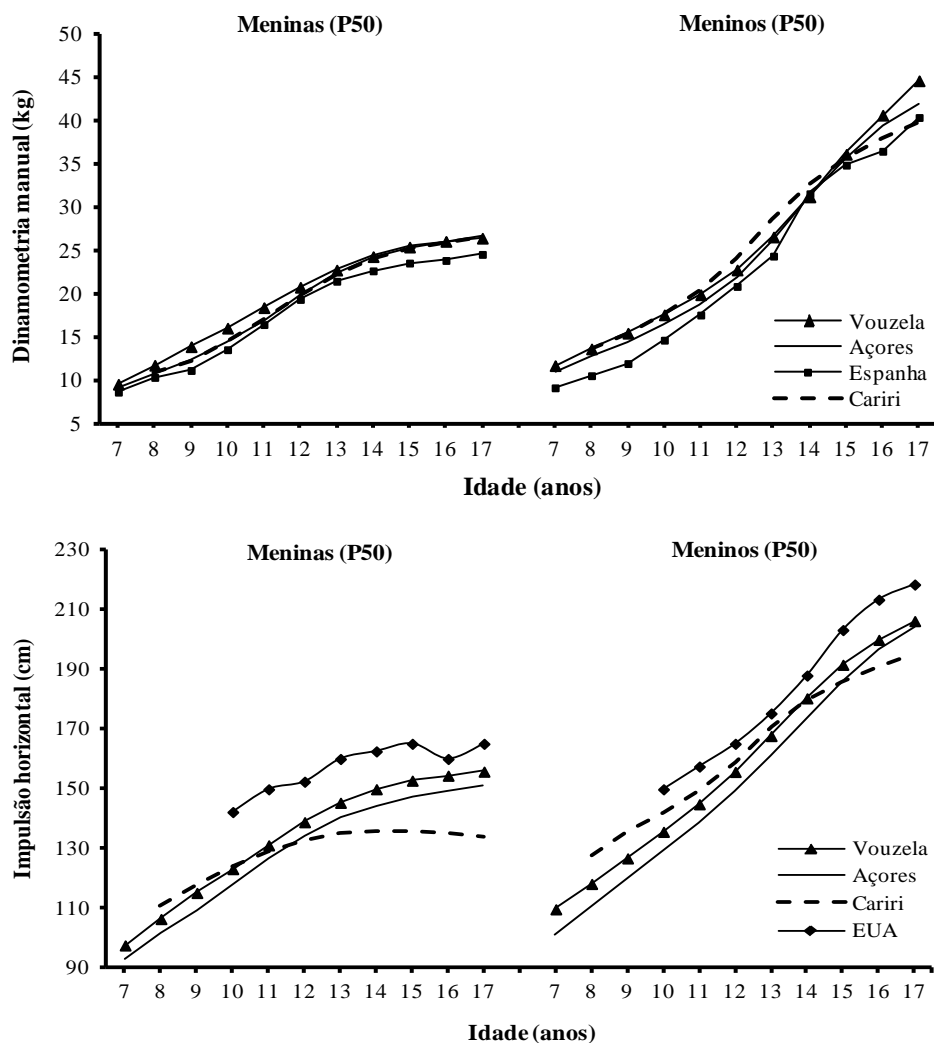 Meninas (P50) Meninos (P50)
Dinamometria manual (kg)
50
45
40
35
30
25
20
15
10
5
Vouzela
Açores
Espanha
Cariri
7 8 9 10 11 12 13 14 15 16 17 7 8 9 10 11 12 13 14 15 16 17
Idade (anos)
Meninas (P50) Meninos (P50)
Impulsão horizontal (cm)
230
210
190
170
150
130
110
90
Vouzela
Açores
Cariri
EUA
7 8 9 10 11 12 13 14 15 16 17 7 8 9 10 11 12 13 14 15 16 17
Idade (anos)